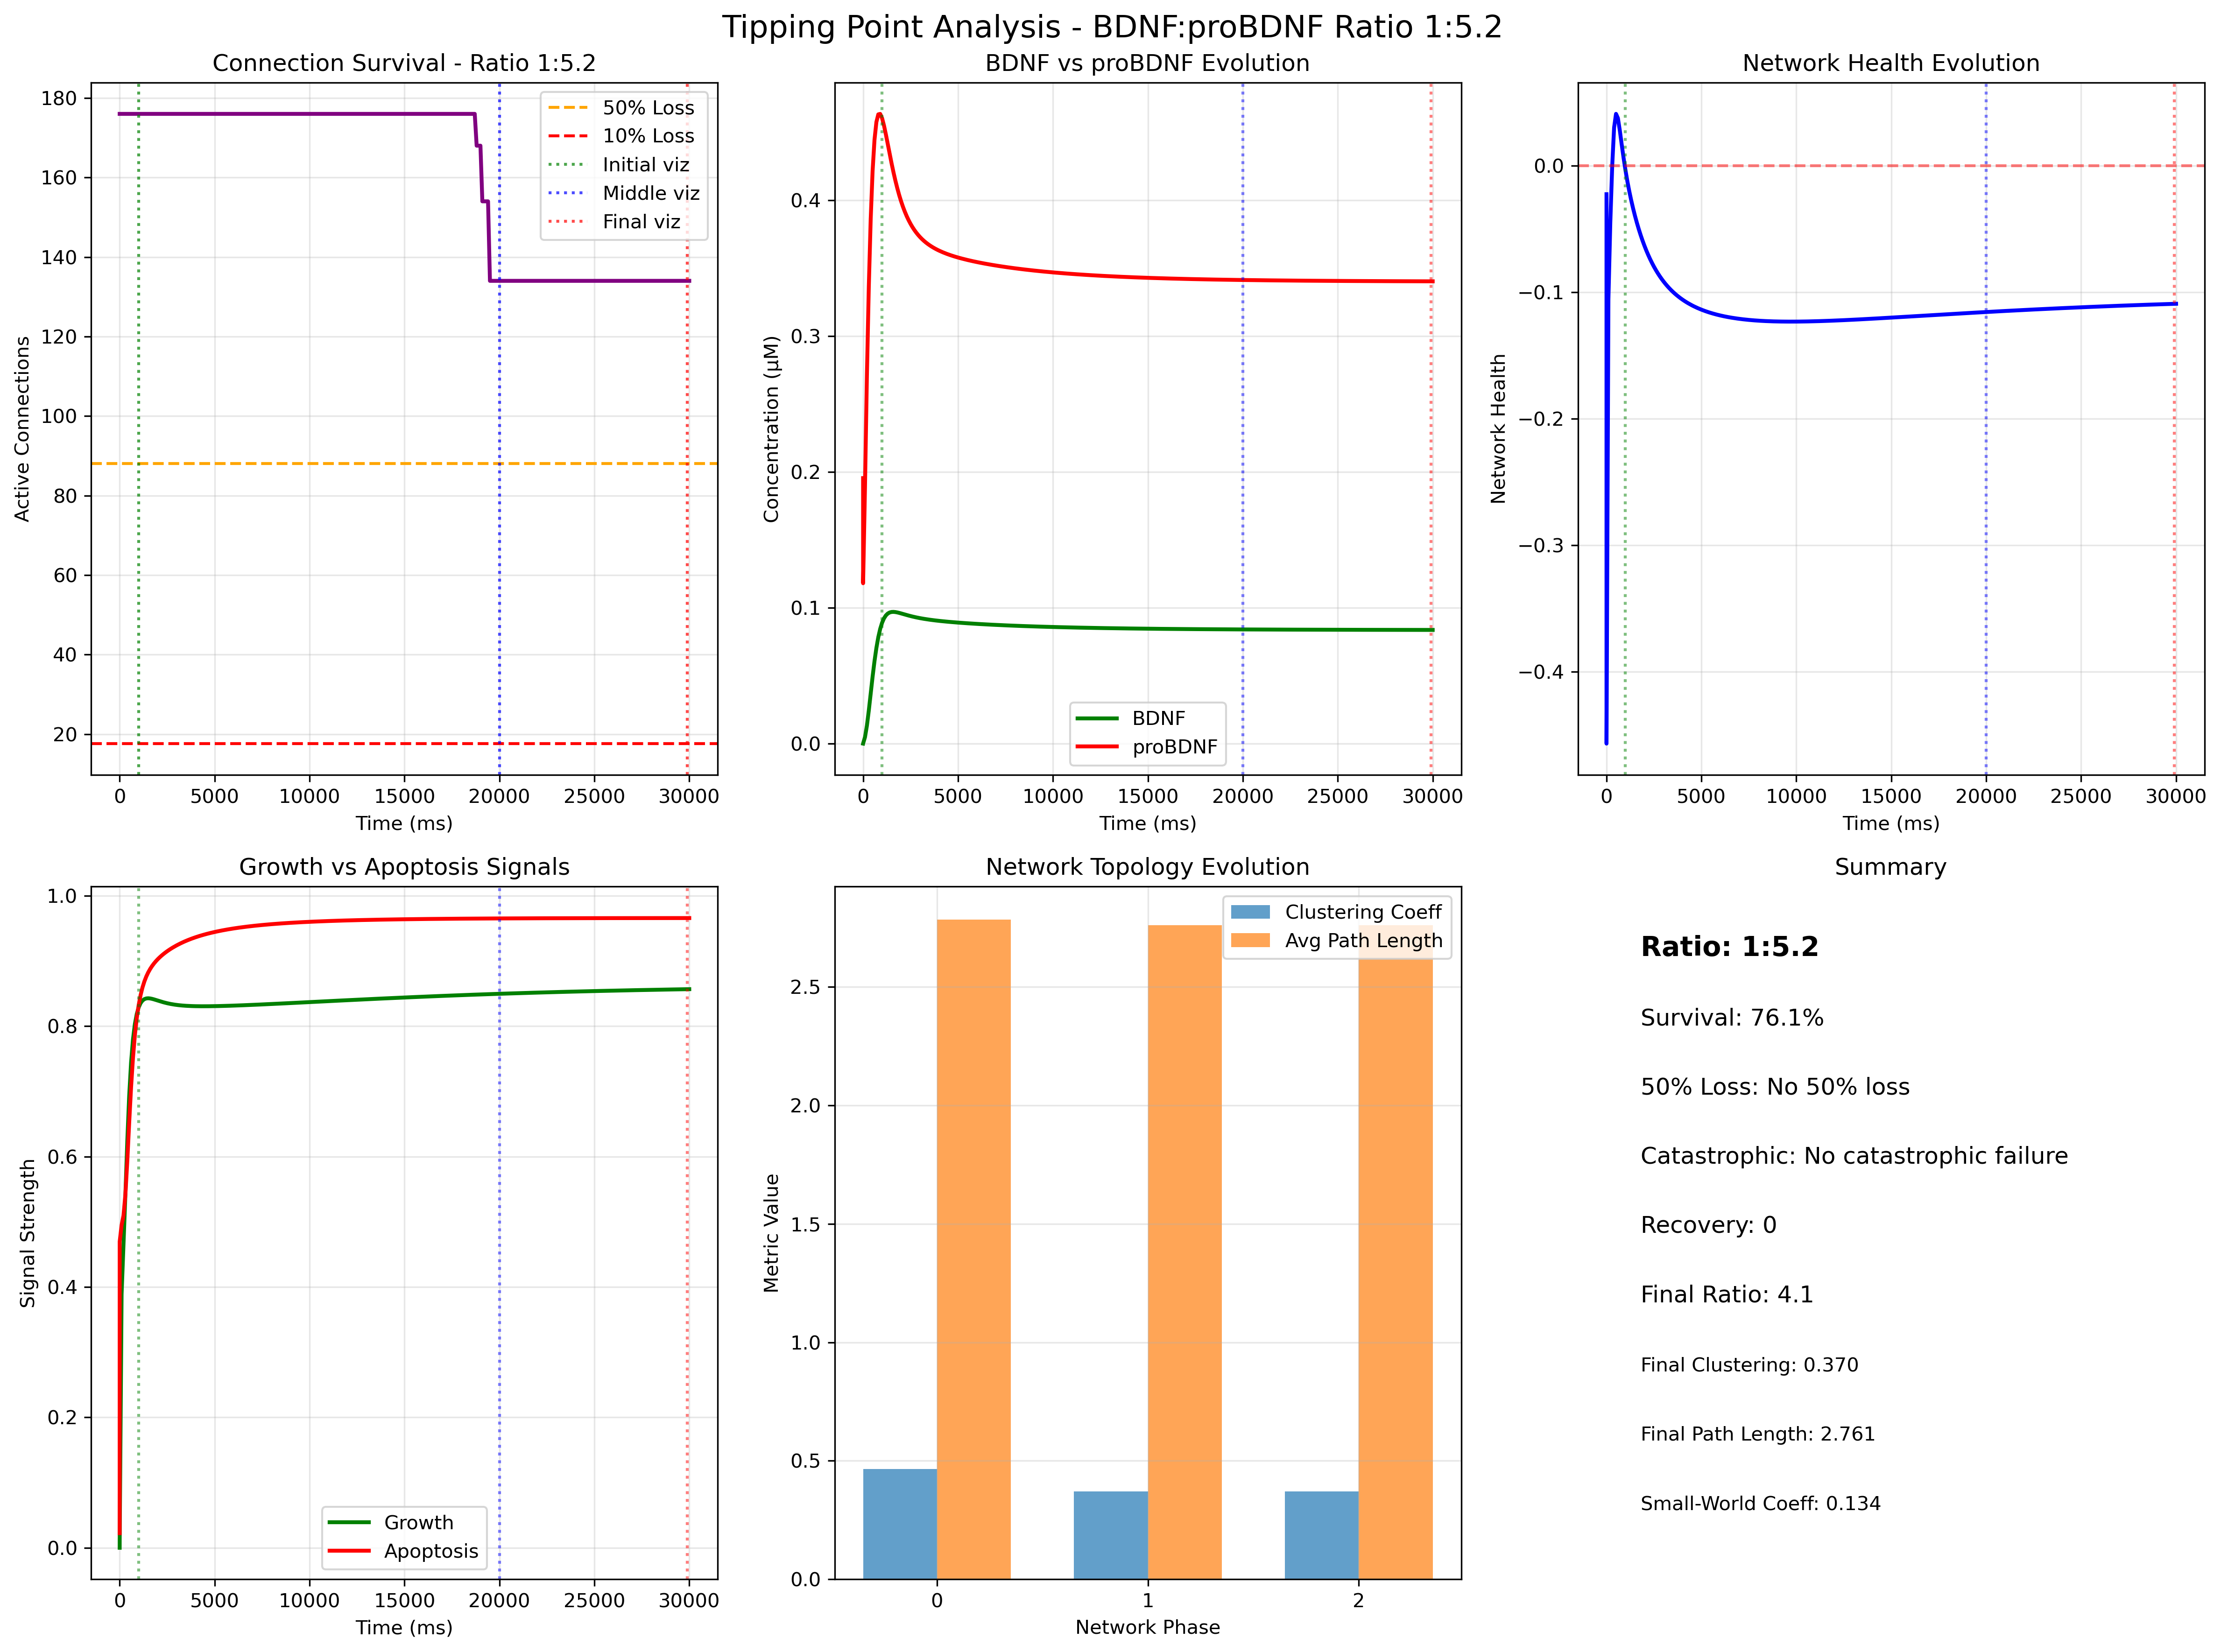 Tipping Point Analysis - BDNF:proBDNF Ratio 1:5.2
Connection Survival - Ratio 1:5.2
180
160
140
120
100
80
60
40
20
Active Connections
50% Loss
10% Loss
Initial viz
Middle viz
Final viz
0 5000 10000 15000 20000 25000 30000
Time (ms)
BDNF vs proBDNF Evolution
0.4
0.3
0.2
0.1
0.0
Concentration (μM)
BDNF
proBDNF
0 5000 10000 15000 20000 25000 30000
Time (ms)
Network Health Evolution
0.0
−0.1
−0.2
−0.3
−0.4
Network Health
0 5000 10000 15000 20000 25000 30000
Time (ms)
Growth vs Apoptosis Signals
1.0
0.8
0.6
0.4
0.2
0.0
Signal Strength
Growth
Apoptosis
0 5000 10000 15000 20000 25000 30000
Time (ms)
Network Topology Evolution
2.5
2.0
1.5
1.0
0.5
0.0
Metric Value
Clustering Coeff
Avg Path Length
0 1 2
Network Phase
Summary
Ratio: 1:5.2
Survival: 76.1%
50% Loss: No 50% loss
Catastrophic: No catastrophic failure
Recovery: 0
Final Ratio: 4.1
Final Clustering: 0.370
Final Path Length: 2.761
Small-World Coeff: 0.134